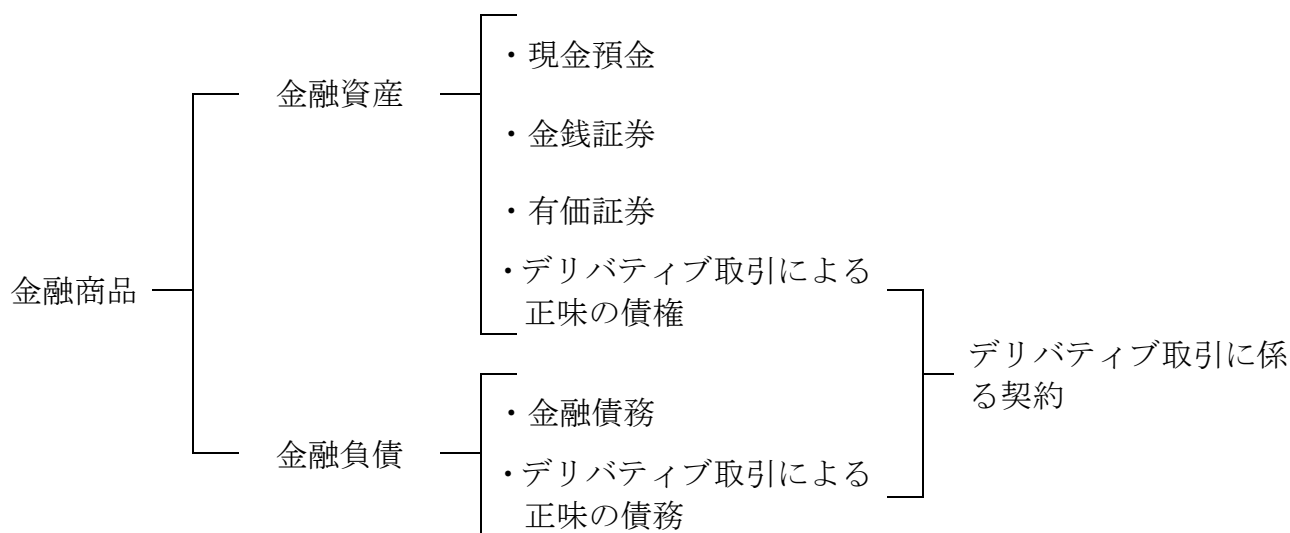 金融商品
金融資産
・現金預金
・金銭証券
・有価証券
・デリバティブ取引による
正味の債権
金融負債
・金融債務
・デリバティブ取引による
正味の債務
デリバティブ取引に係
る契約